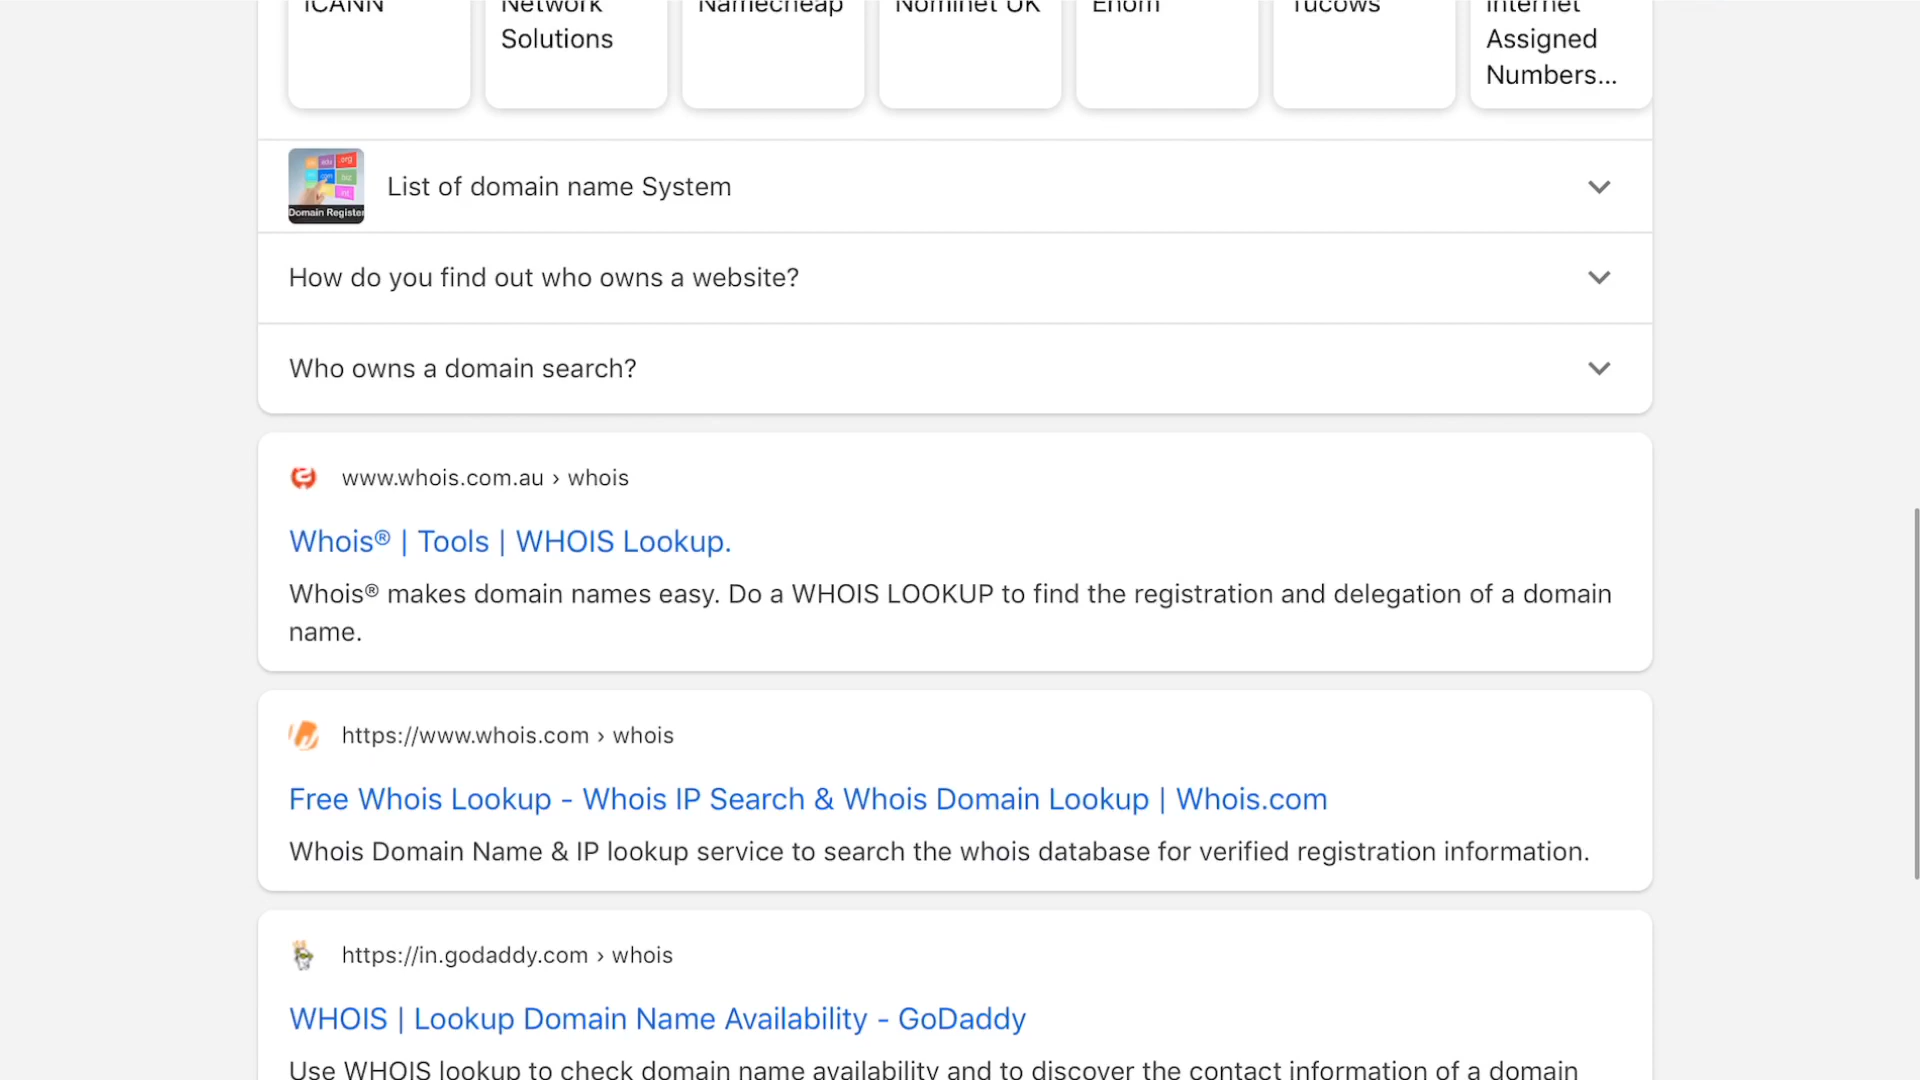 ICANN
Network Solutions
Namecheap
Nominet UK
Enom
Tucows
Internet Assigned Numbers...
Domain Register
List of domain name System
How do you find out who owns a website?
Who owns a domain search?
www.whois.com.au › whois
Whois® | Tools | WHOIS Lookup.
Whois® makes domain names easy. Do a WHOIS LOOKUP to find the registration and delegation of a domain
name.
https://www.whois.com › whois
Free Whois Lookup - Whois IP Search & Whois Domain Lookup | Whois.com
Whois Domain Name & IP lookup service to search the whois database for verified registration information.
https://in.godaddy.com › whois
WHOIS | Lookup Domain Name Availability - GoDaddy
Use WHOIS lookup to check domain name availability and to discover the contact information of a domain